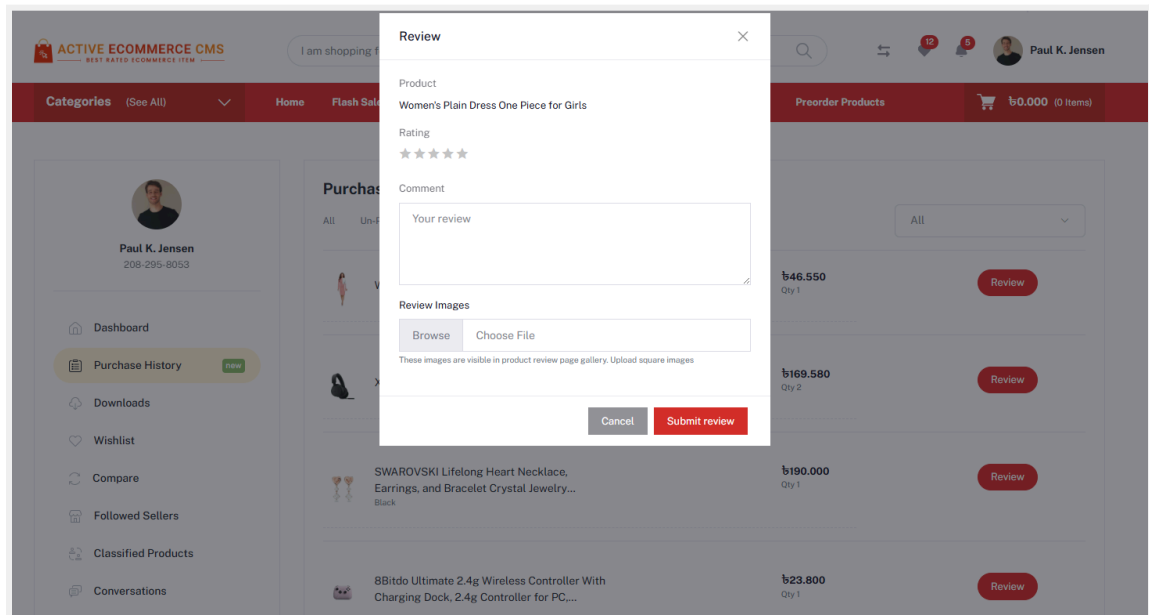 ACTIVE ECOMMERCE CMS
BEST RATED ECOMMERCE ITEM
I am shopping f
12
5
Paul K. Jensen
Categories (See All)
Home
Flash Sale
Preorder Products
৳0.000 (0 Items)
Review
Product
Women's Plain Dress One Piece for Girls
Rating
Comment
Your review
Review Images
Browse
Choose File
These images are visible in product review page gallery. Upload square images
Cancel
Submit review
Paul K. Jensen
208-295-8053
Dashboard
Purchase History
new
Downloads
Wishlist
Compare
Followed Sellers
Classified Products
Conversations
Purchas
All
All
৳46.550
Qty 1
Review
৳169.580
Qty 2
Review
SWAROVSKI Lifelong Heart Necklace,
Earrings, and Bracelet Crystal Jewelry...
Black
৳190.000
Qty 1
Review
8Bitdo Ultimate 2.4g Wireless Controller With
Charging Dock, 2.4g Controller for PC,...
৳23.800
Qty 1
Review